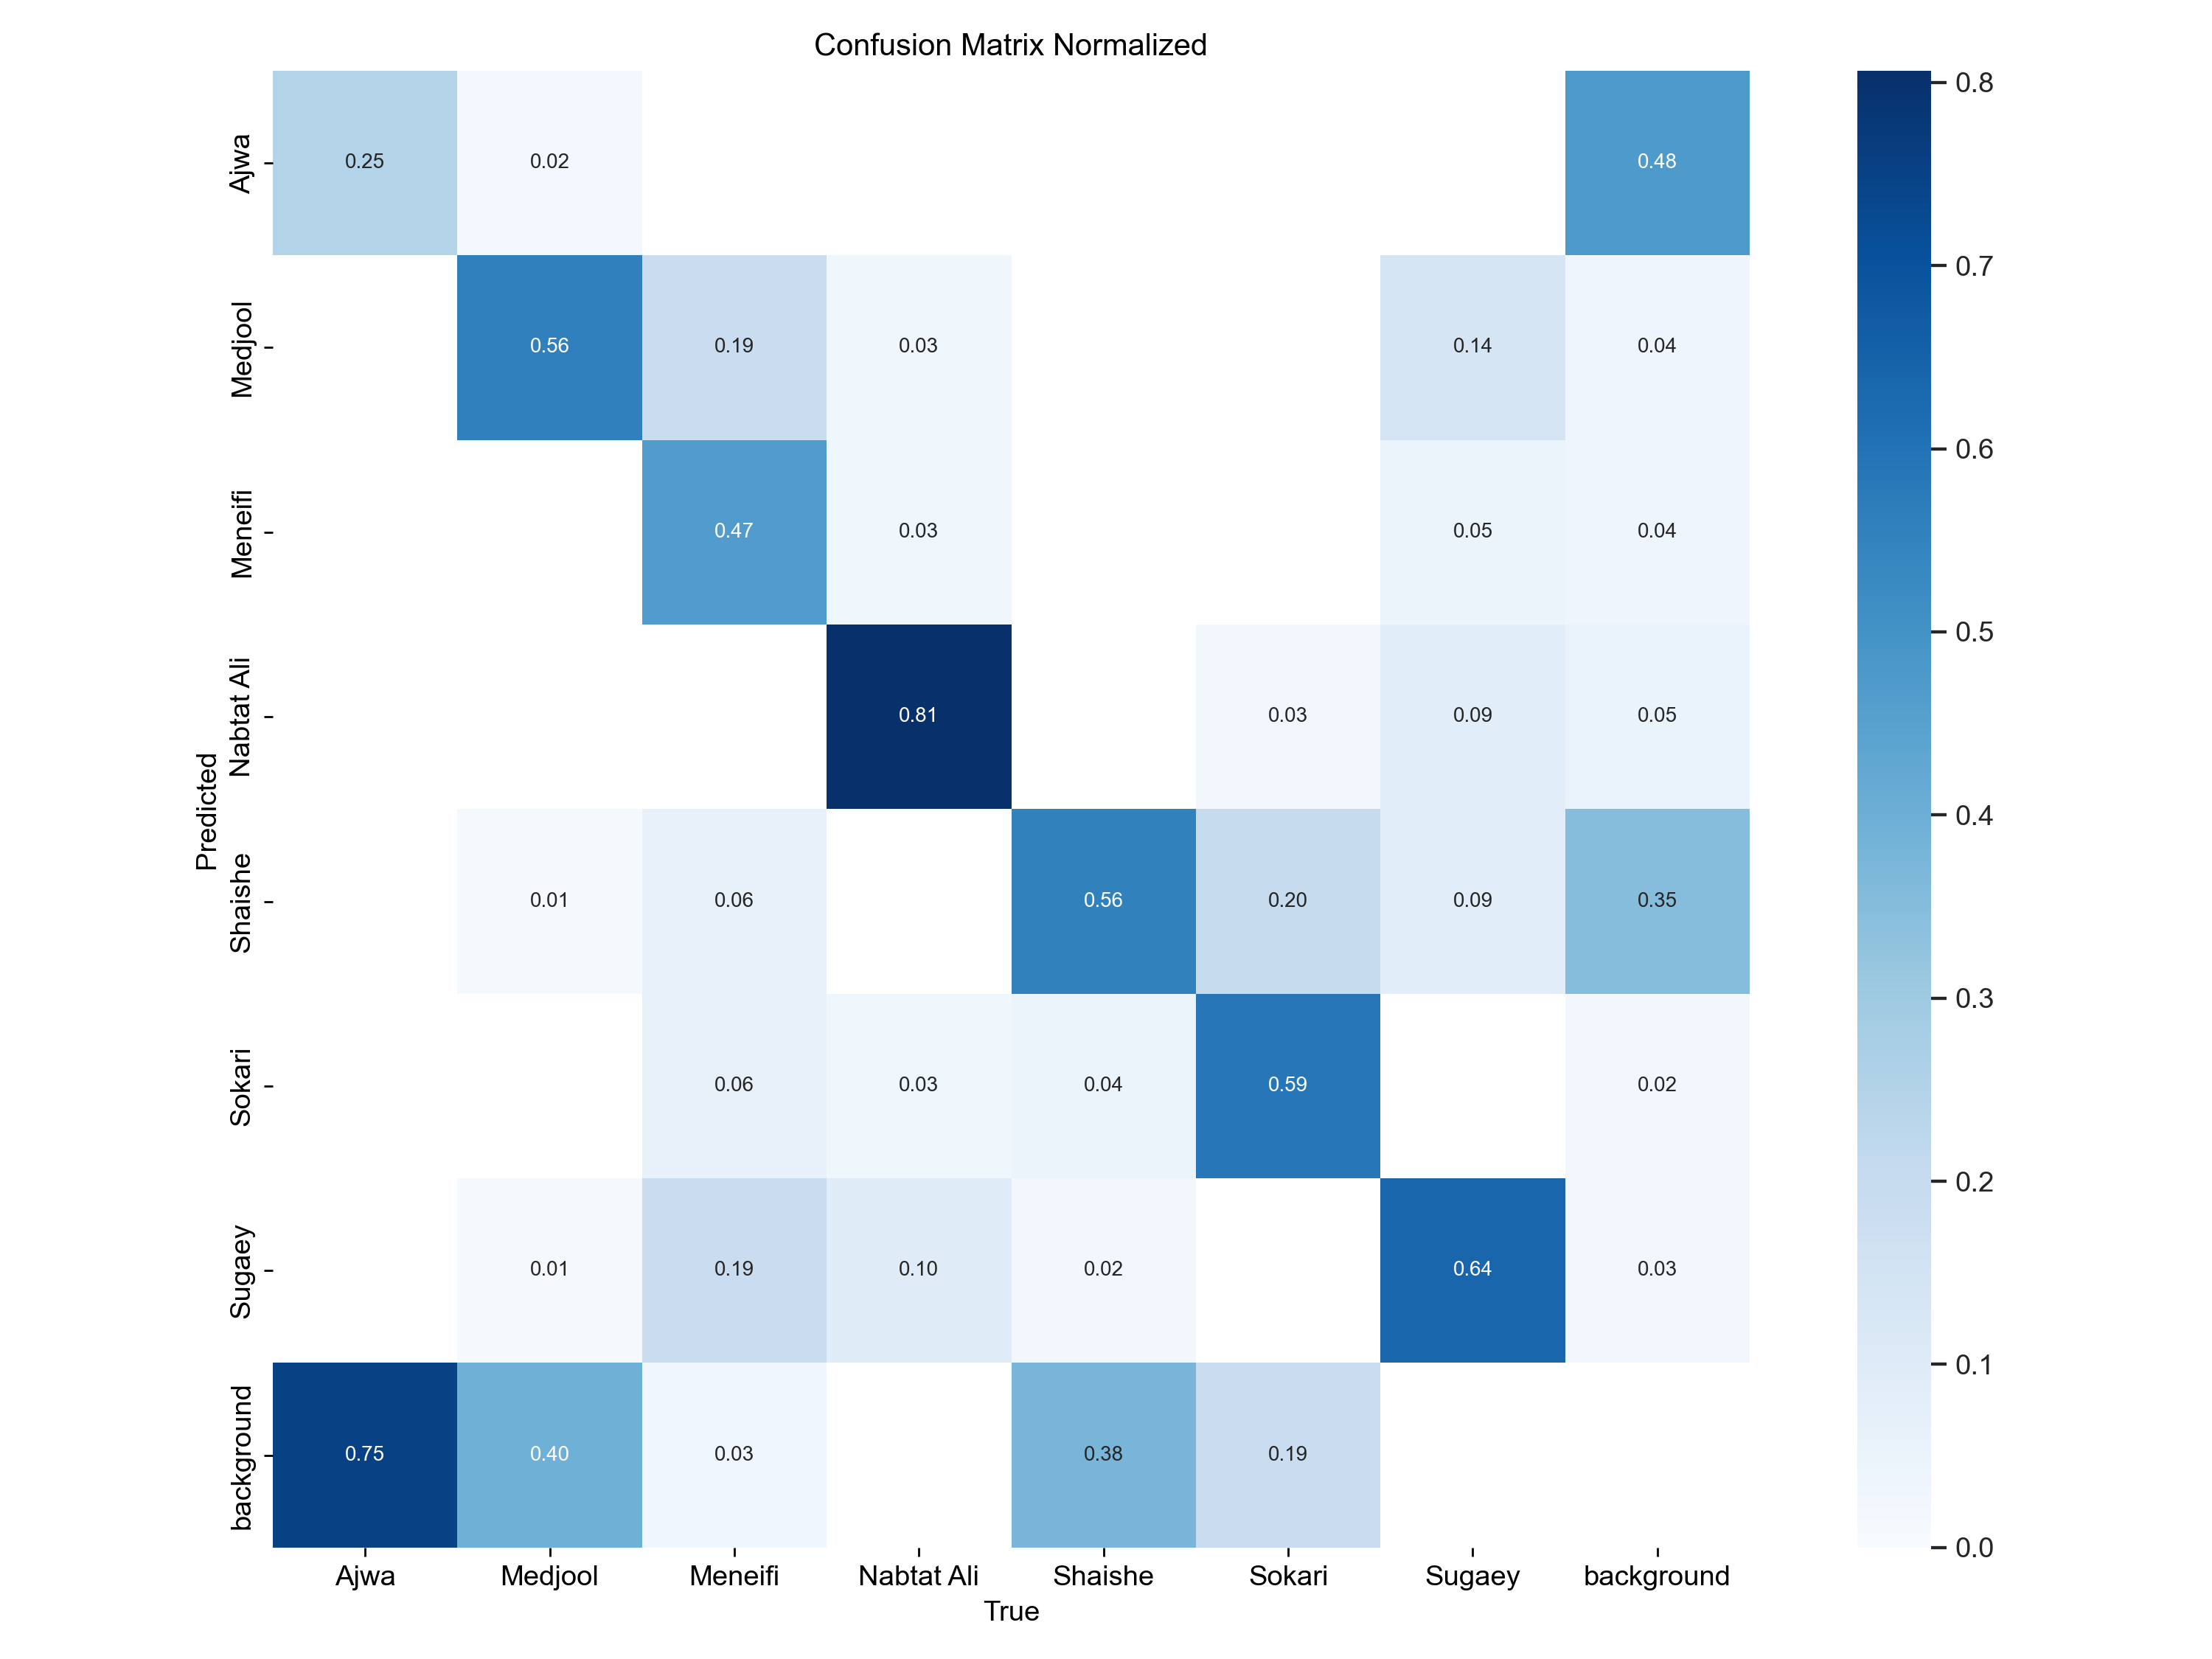 Confusion Matrix Normalized
Ajwa 0.25 0.02 0.48
Medjool 0.56 0.19 0.03 0.14 0.04
Meneifi 0.47 0.03 0.05 0.04
Nabtat Ali 0.81 0.03 0.09 0.05
Shaishe 0.01 0.06 0.56 0.20 0.09 0.35
Sokari 0.06 0.03 0.04 0.59 0.02
Sugaey 0.01 0.19 0.10 0.02 0.64 0.03
background 0.75 0.40 0.03 0.38 0.19
Predicted
Ajwa Medjool Meneifi Nabtat Ali Shaishe Sokari Sugaey background
True
0.8
0.7
0.6
0.5
0.4
0.3
0.2
0.1
0.0